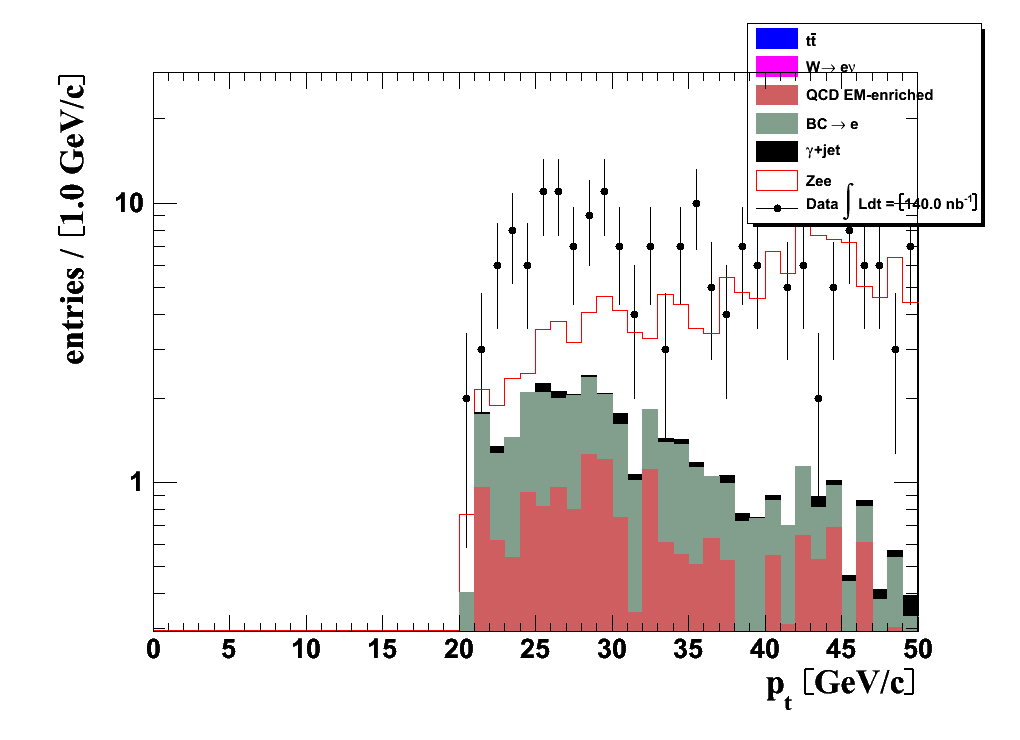 tt̄
W→ eν
QCD EM-enriched
BC → e
γ+jet
Zee
Data ∫ Ldt = [140.0 nb⁻¹]
entries / [1.0 GeV/c]
10
1
0 5 10 15 20 25 30 35 40 45 50
pₜ [GeV/c]